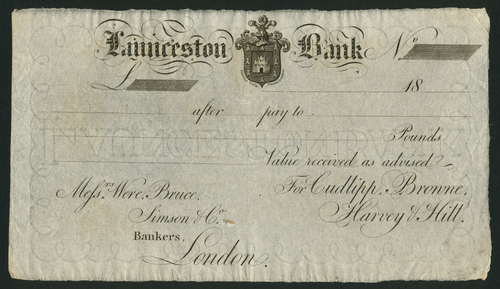 Launceston Bank No
£ 18
after pay to
Pounds
Value received as advised
Messrs. Were, Bruce, For Cudlipp, Browne,
Simson & Co. Harvey & Hill.
Bankers,
London.